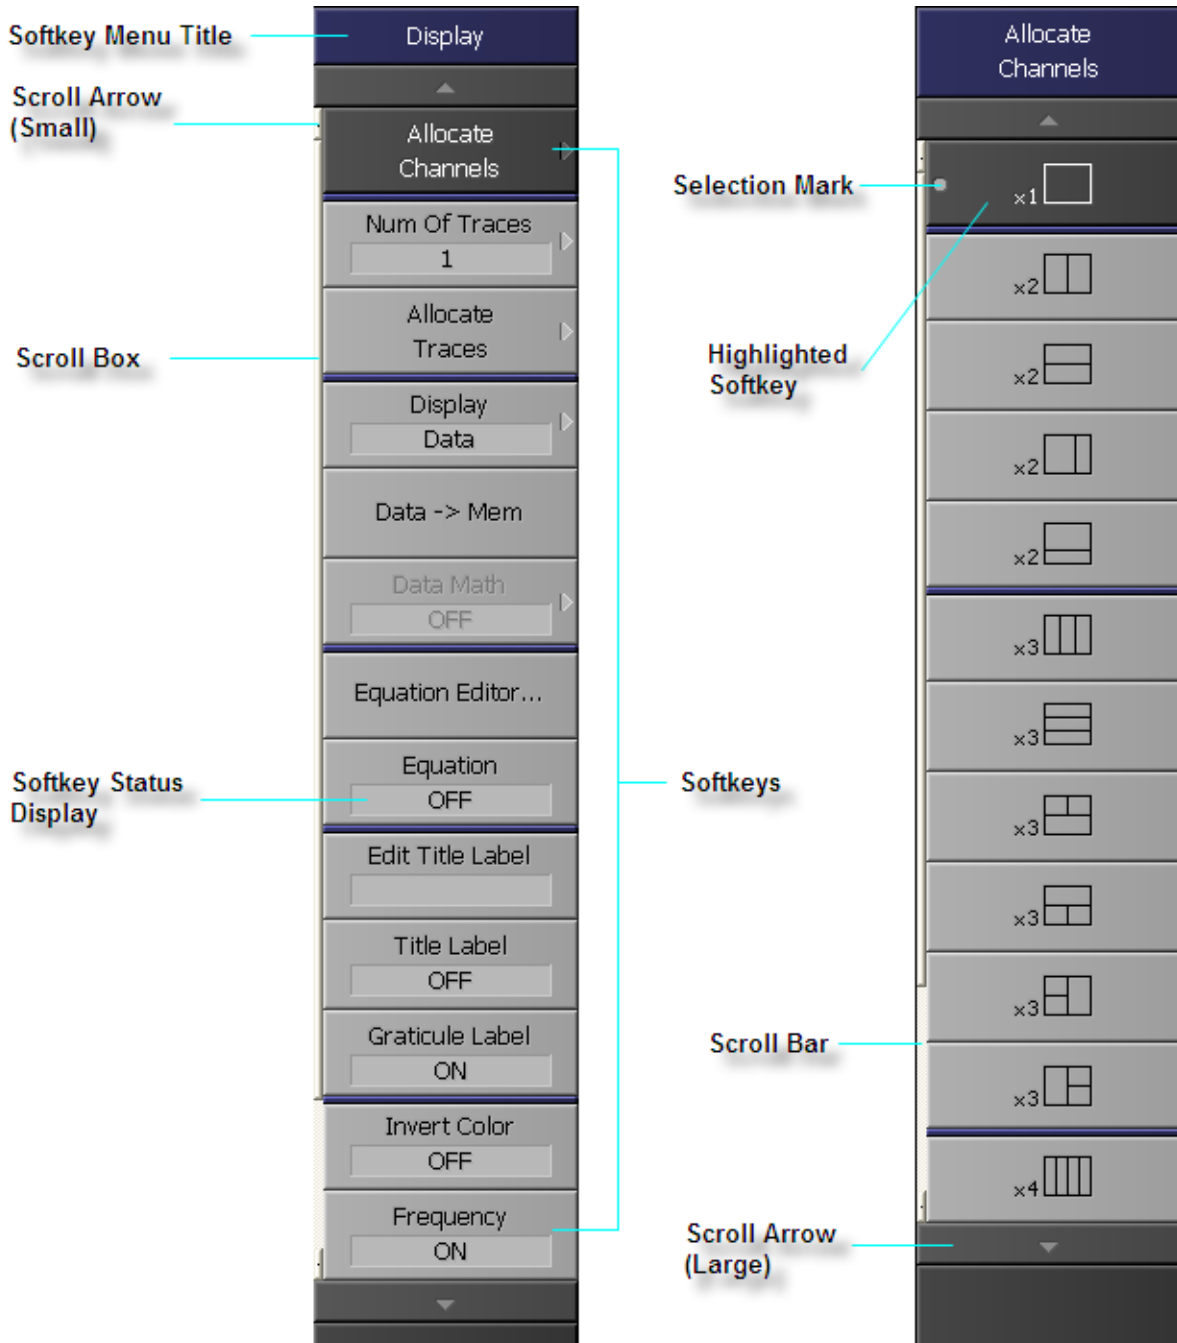 Softkey Menu Title
Display
Scroll Arrow
(Small)
Allocate
Channels
Num Of Traces
1
Allocate
Traces
Scroll Box
Display
Data
Data -> Mem
Data Math
OFF
Equation Editor...
Softkey Status
Display
Equation
OFF
Softkeys
Edit Title Label
Title Label
OFF
Graticule Label
ON
Invert Color
OFF
Frequency
ON
Allocate
Channels
Selection Mark
x1
x2
Highlighted
Softkey
x2
x2
x2
x3
x3
x3
x3
x3
Scroll Bar
x3
x4
Scroll Arrow
(Large)